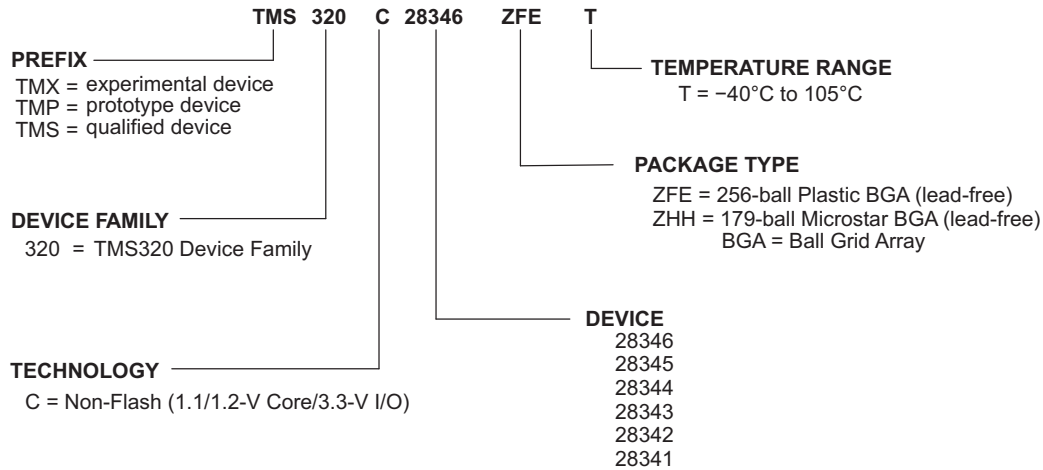 TMS 320 C 28346 ZFE T
PREFIX
TMX = experimental device
TMP = prototype device
TMS = qualified device
TEMPERATURE RANGE
T = −40°C to 105°C
PACKAGE TYPE
ZFE = 256-ball Plastic BGA (lead-free)
ZHH = 179-ball Microstar BGA (lead-free)
BGA = Ball Grid Array
DEVICE FAMILY
320 = TMS320 Device Family
DEVICE
28346
28345
28344
28343
28342
28341
TECHNOLOGY
C = Non-Flash (1.1/1.2-V Core/3.3-V I/O)